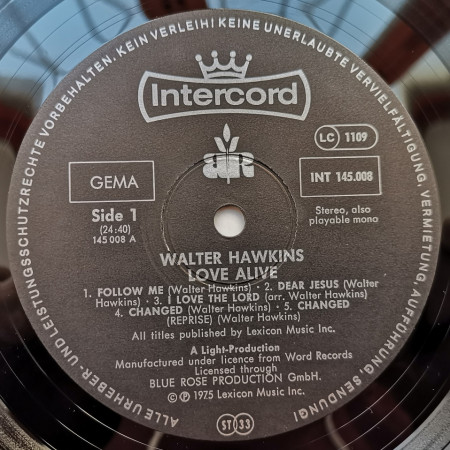 ALLE URHEBER- UND LEISTUNGSSCHUTZRECHTE VORBEHALTEN. KEIN VERLEIH! KEINE UNERLAUBTE VERVIELFÄLTIGUNG, VERMIETUNG, AUFFÜHRUNG, SENDUNG!
Intercord
LC 1109
GEMA
INT 145.008
Side 1
(24:40)
145 008 A
Stereo, also
playable mono
WALTER HAWKINS
LOVE ALIVE
1. FOLLOW ME (Walter Hawkins) · 2. DEAR JESUS (Walter
Hawkins) · 3. I LOVE THE LORD (arr. Walter Hawkins)
4. CHANGED (Walter Hawkins) · 5. CHANGED
(REPRISE) (Walter Hawkins)
All titles published by Lexicon Music Inc.
A Light-Production
Manufactured under licence from Word Records
Licensed through
BLUE ROSE PRODUCTION GmbH.
© ℗ 1975 Lexicon Music Inc.
ST 33